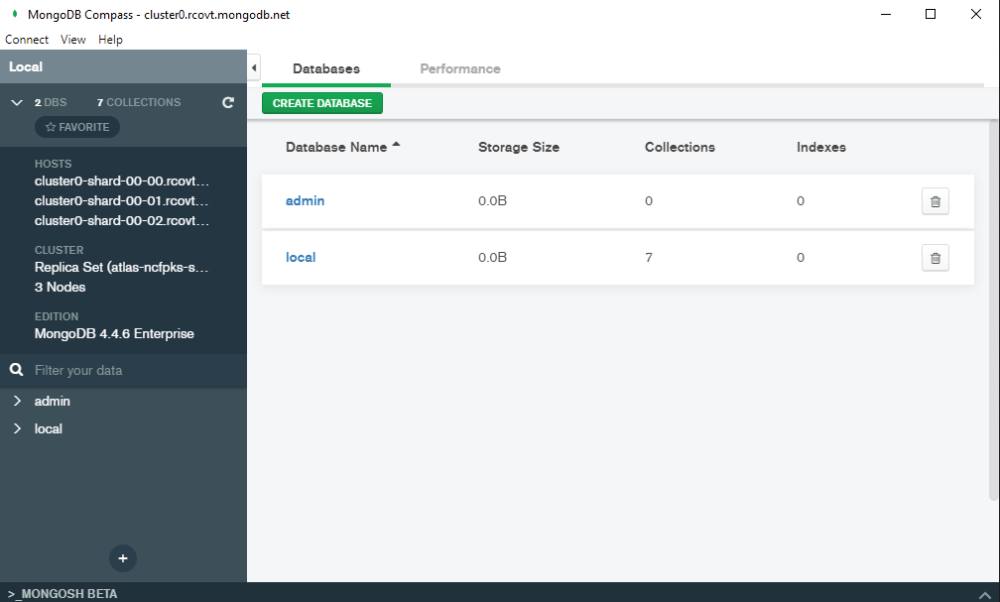 MongoDB Compass - cluster0.rcovt.mongodb.net
Connect View Help
Local
2 DBS 7 COLLECTIONS
FAVORITE
HOSTS
cluster0-shard-00-00.rcovt...
cluster0-shard-00-01.rcovt...
cluster0-shard-00-02.rcovt...
CLUSTER
Replica Set (atlas-ncfpks-s...
3 Nodes
EDITION
MongoDB 4.4.6 Enterprise
Filter your data
admin
local
Databases Performance
CREATE DATABASE
Database Name Storage Size Collections Indexes
admin 0.0B 0 0
local 0.0B 7 0
>_MONGOSH BETA